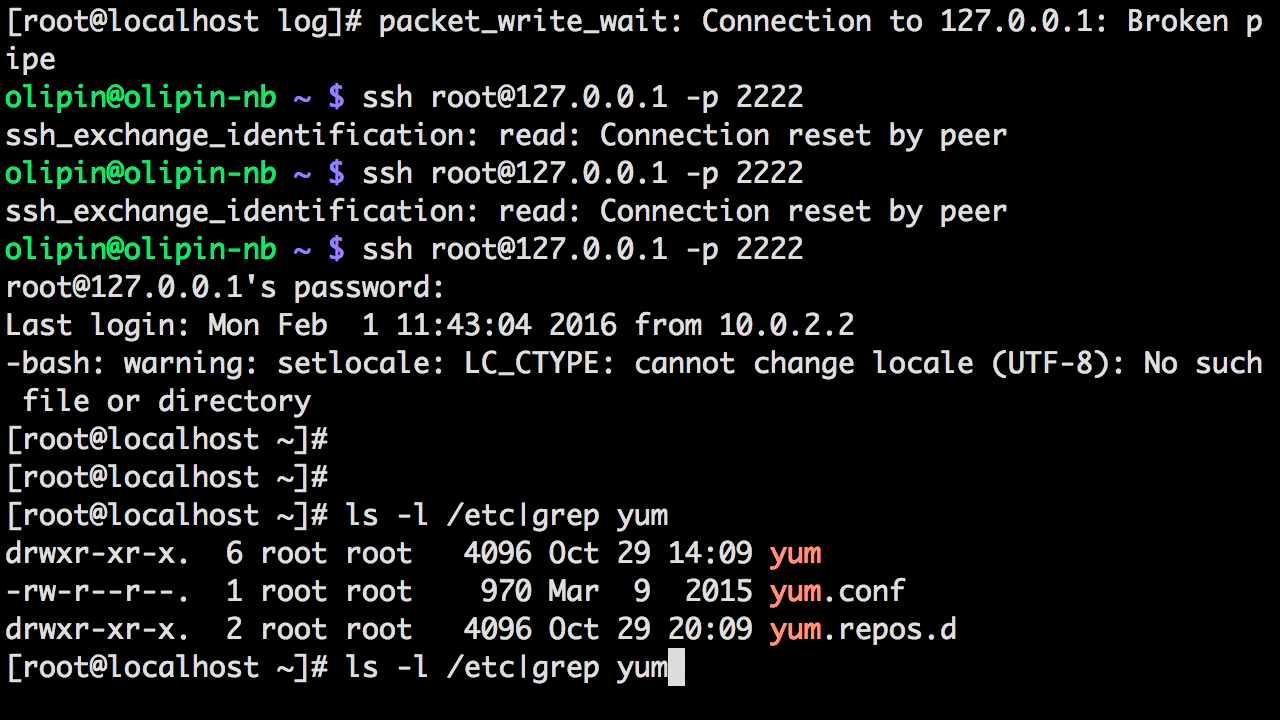 [root@localhost log]# packet_write_wait: Connection to 127.0.0.1: Broken p
ipe
olipin@olipin-nb ~ $ ssh root@127.0.0.1 -p 2222
ssh_exchange_identification: read: Connection reset by peer
olipin@olipin-nb ~ $ ssh root@127.0.0.1 -p 2222
ssh_exchange_identification: read: Connection reset by peer
olipin@olipin-nb ~ $ ssh root@127.0.0.1 -p 2222
root@127.0.0.1's password:
Last login: Mon Feb  1 11:43:04 2016 from 10.0.2.2
-bash: warning: setlocale: LC_CTYPE: cannot change locale (UTF-8): No such
 file or directory
[root@localhost ~]#
[root@localhost ~]#
[root@localhost ~]# ls -l /etc|grep yum
drwxr-xr-x.  6 root root   4096 Oct 29 14:09 yum
-rw-r--r--.  1 root root    970 Mar  9  2015 yum.conf
drwxr-xr-x.  2 root root   4096 Oct 29 20:09 yum.repos.d
[root@localhost ~]# ls -l /etc|grep yum